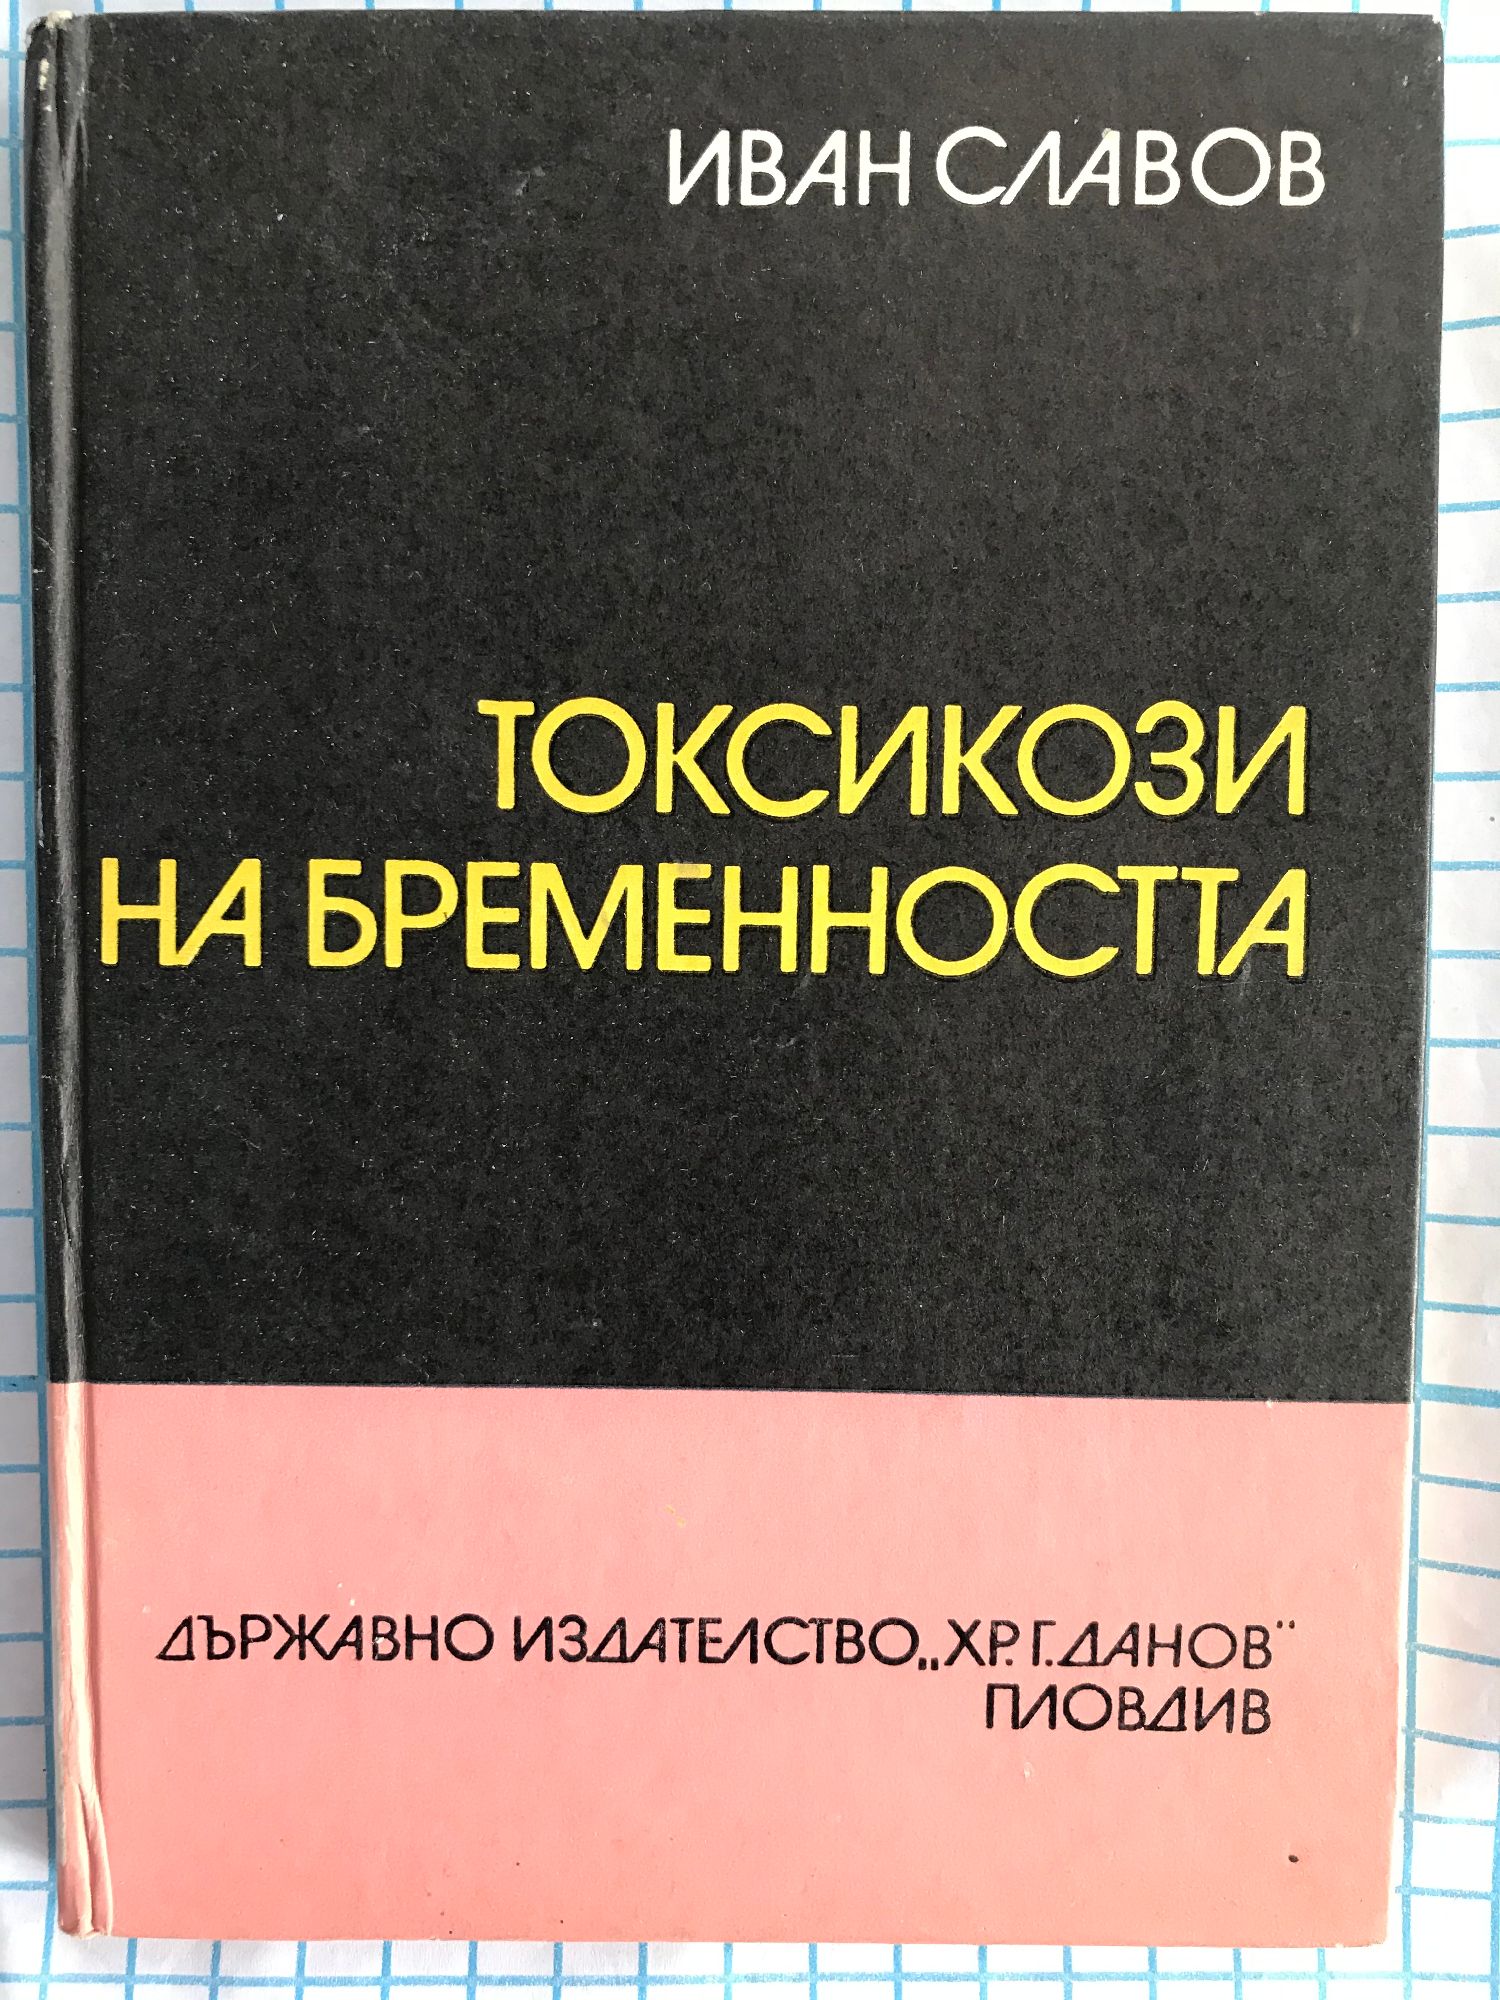 ИВАН СЛАВОВ
ТОКСИКОЗИ
НА БРЕМЕННОСТТА
ДЪРЖАВНО ИЗДАТЕЛСТВО „ХР. Г. ДАНОВ“
ПЛОВДИВ